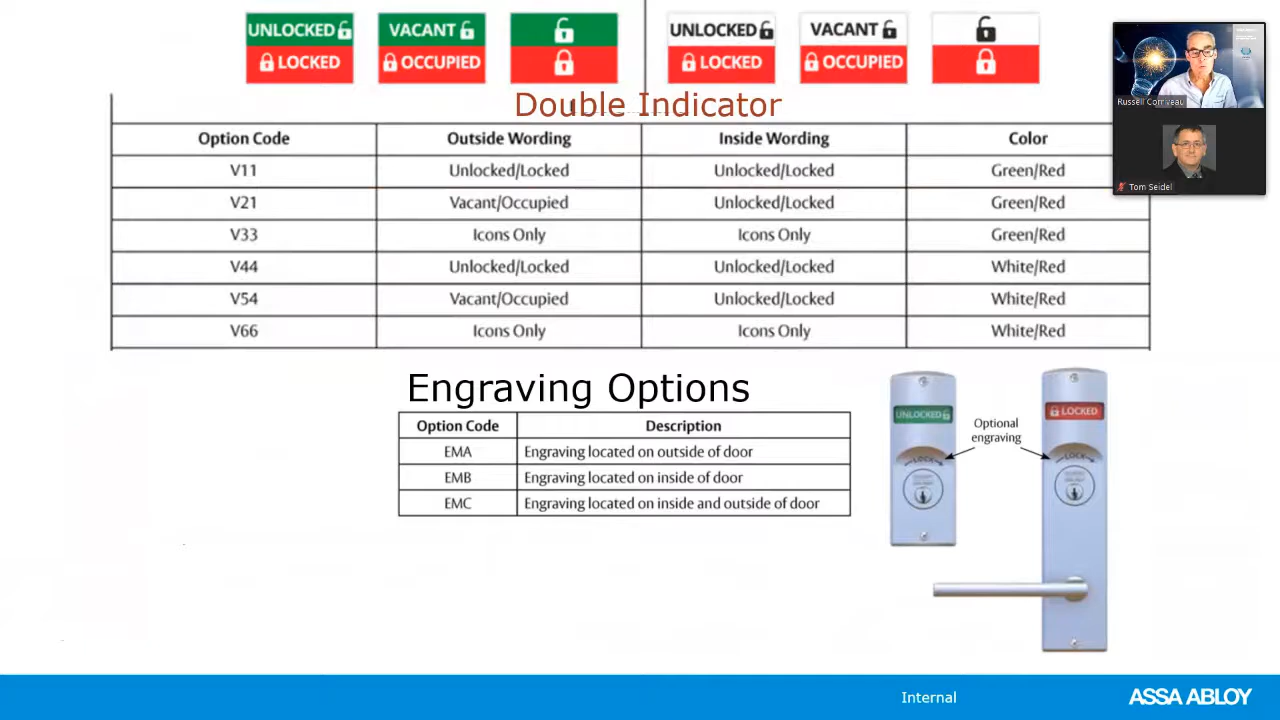 UNLOCKED VACANT UNLOCKED VACANT
LOCKED OCCUPIED LOCKED OCCUPIED
Double Indicator
Option Code Outside Wording Inside Wording Color
V11 Unlocked/Locked Unlocked/Locked Green/Red
V21 Vacant/Occupied Unlocked/Locked Green/Red
V33 Icons Only Icons Only Green/Red
V44 Unlocked/Locked Unlocked/Locked White/Red
V54 Vacant/Occupied Unlocked/Locked White/Red
V66 Icons Only Icons Only White/Red
Russell Corriveau
Tom Seidel
Engraving Options
Option Code Description
EMA Engraving located on outside of door
EMB Engraving located on inside of door
EMC Engraving located on inside and outside of door
UNLOCKED
LOCK
Optional
engraving
LOCKED
LOCK
Internal
ASSA ABLOY